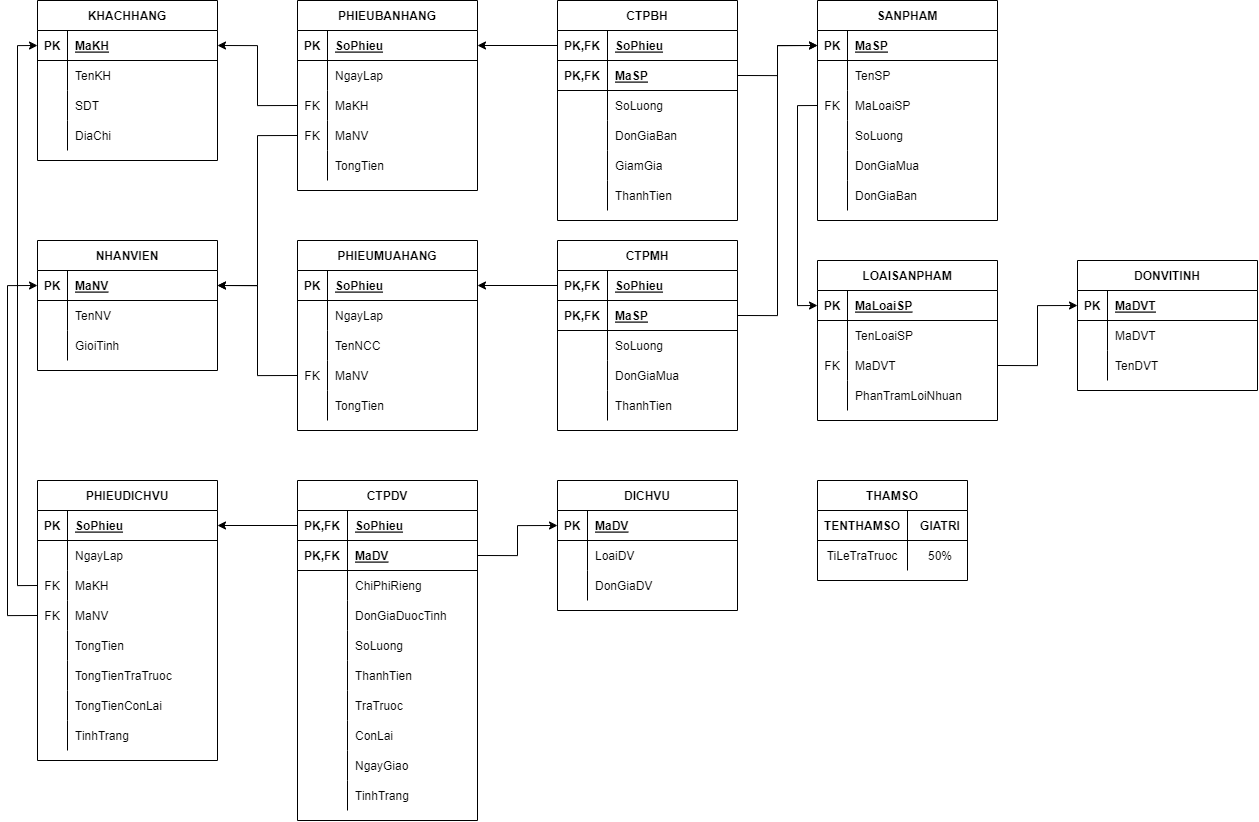 KHACHHANG
PK MaKH
TenKH
SDT
DiaChi
PHIEUBANHANG
PK SoPhieu
NgayLap
FK MaKH
FK MaNV
TongTien
CTPBH
PK,FK SoPhieu
PK,FK MaSP
SoLuong
DonGiaBan
GiamGia
ThanhTien
SANPHAM
PK MaSP
TenSP
FK MaLoaiSP
SoLuong
DonGiaMua
DonGiaBan
NHANVIEN
PK MaNV
TenNV
GioiTinh
PHIEUMUAHANG
PK SoPhieu
NgayLap
TenNCC
FK MaNV
TongTien
CTPMH
PK,FK SoPhieu
PK,FK MaSP
SoLuong
DonGiaMua
ThanhTien
LOAISANPHAM
PK MaLoaiSP
TenLoaiSP
FK MaDVT
PhanTramLoiNhuan
DONVITINH
PK MaDVT
MaDVT
TenDVT
PHIEUDICHVU
PK SoPhieu
NgayLap
FK MaKH
FK MaNV
TongTien
TongTienTraTruoc
TongTienConLai
TinhTrang
CTPDV
PK,FK SoPhieu
PK,FK MaDV
ChiPhiRieng
DonGiaDuocTinh
SoLuong
ThanhTien
TraTruoc
ConLai
NgayGiao
TinhTrang
DICHVU
PK MaDV
LoaiDV
DonGiaDV
THAMSO
TENTHAMSO GIATRI
TiLeTraTruoc 50%